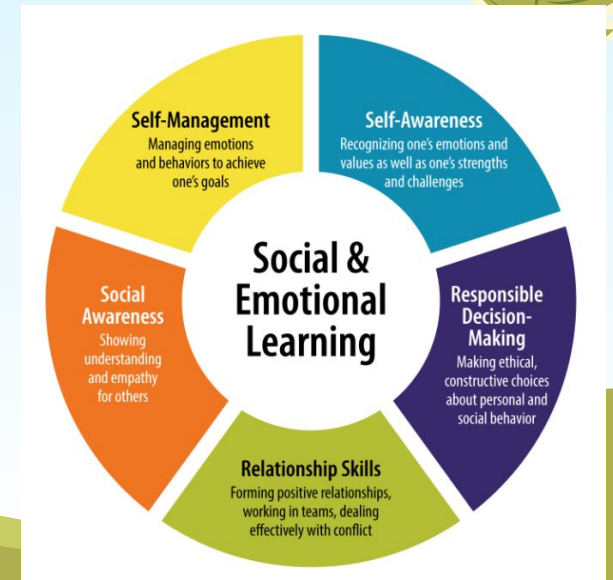 Self-Management
Managing emotions
and behaviors to achieve
one's goals
Self-Awareness
Recognizing one's emotions and
values as well as one's strengths
and challenges
Social &
Emotional
Learning
Social
Awareness
Showing
understanding
and empathy
for others
Responsible
Decision-
Making
Making ethical,
constructive choices
about personal and
social behavior
Relationship Skills
Forming positive relationships,
working in teams, dealing
effectively with conflict